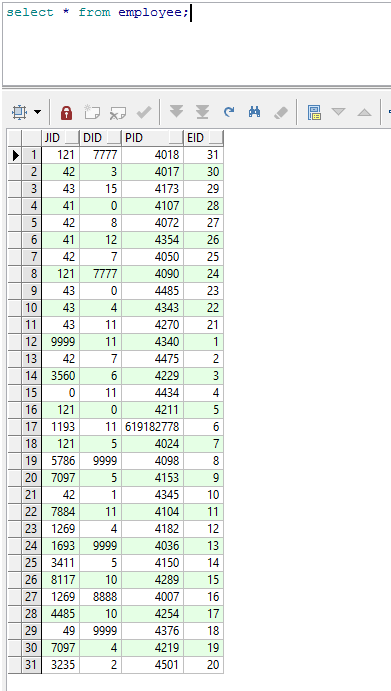 select * from employee;
JID DID PID EID
1 121 7777 4018 31
2 42 3 4017 30
3 43 15 4173 29
4 41 0 4107 28
5 42 8 4072 27
6 41 12 4354 26
7 42 7 4050 25
8 121 7777 4090 24
9 43 0 4485 23
10 43 4 4343 22
11 43 11 4270 21
12 9999 11 4340 1
13 42 7 4475 2
14 3560 6 4229 3
15 0 11 4434 4
16 121 0 4211 5
17 1193 11 619182778 6
18 121 5 4024 7
19 5786 9999 4098 8
20 7097 5 4153 9
21 42 1 4345 10
22 7884 11 4104 11
23 1269 4 4182 12
24 1693 9999 4036 13
25 3411 5 4150 14
26 8117 10 4289 15
27 1269 8888 4007 16
28 4485 10 4254 17
29 49 9999 4376 18
30 7097 4 4219 19
31 3235 2 4501 20